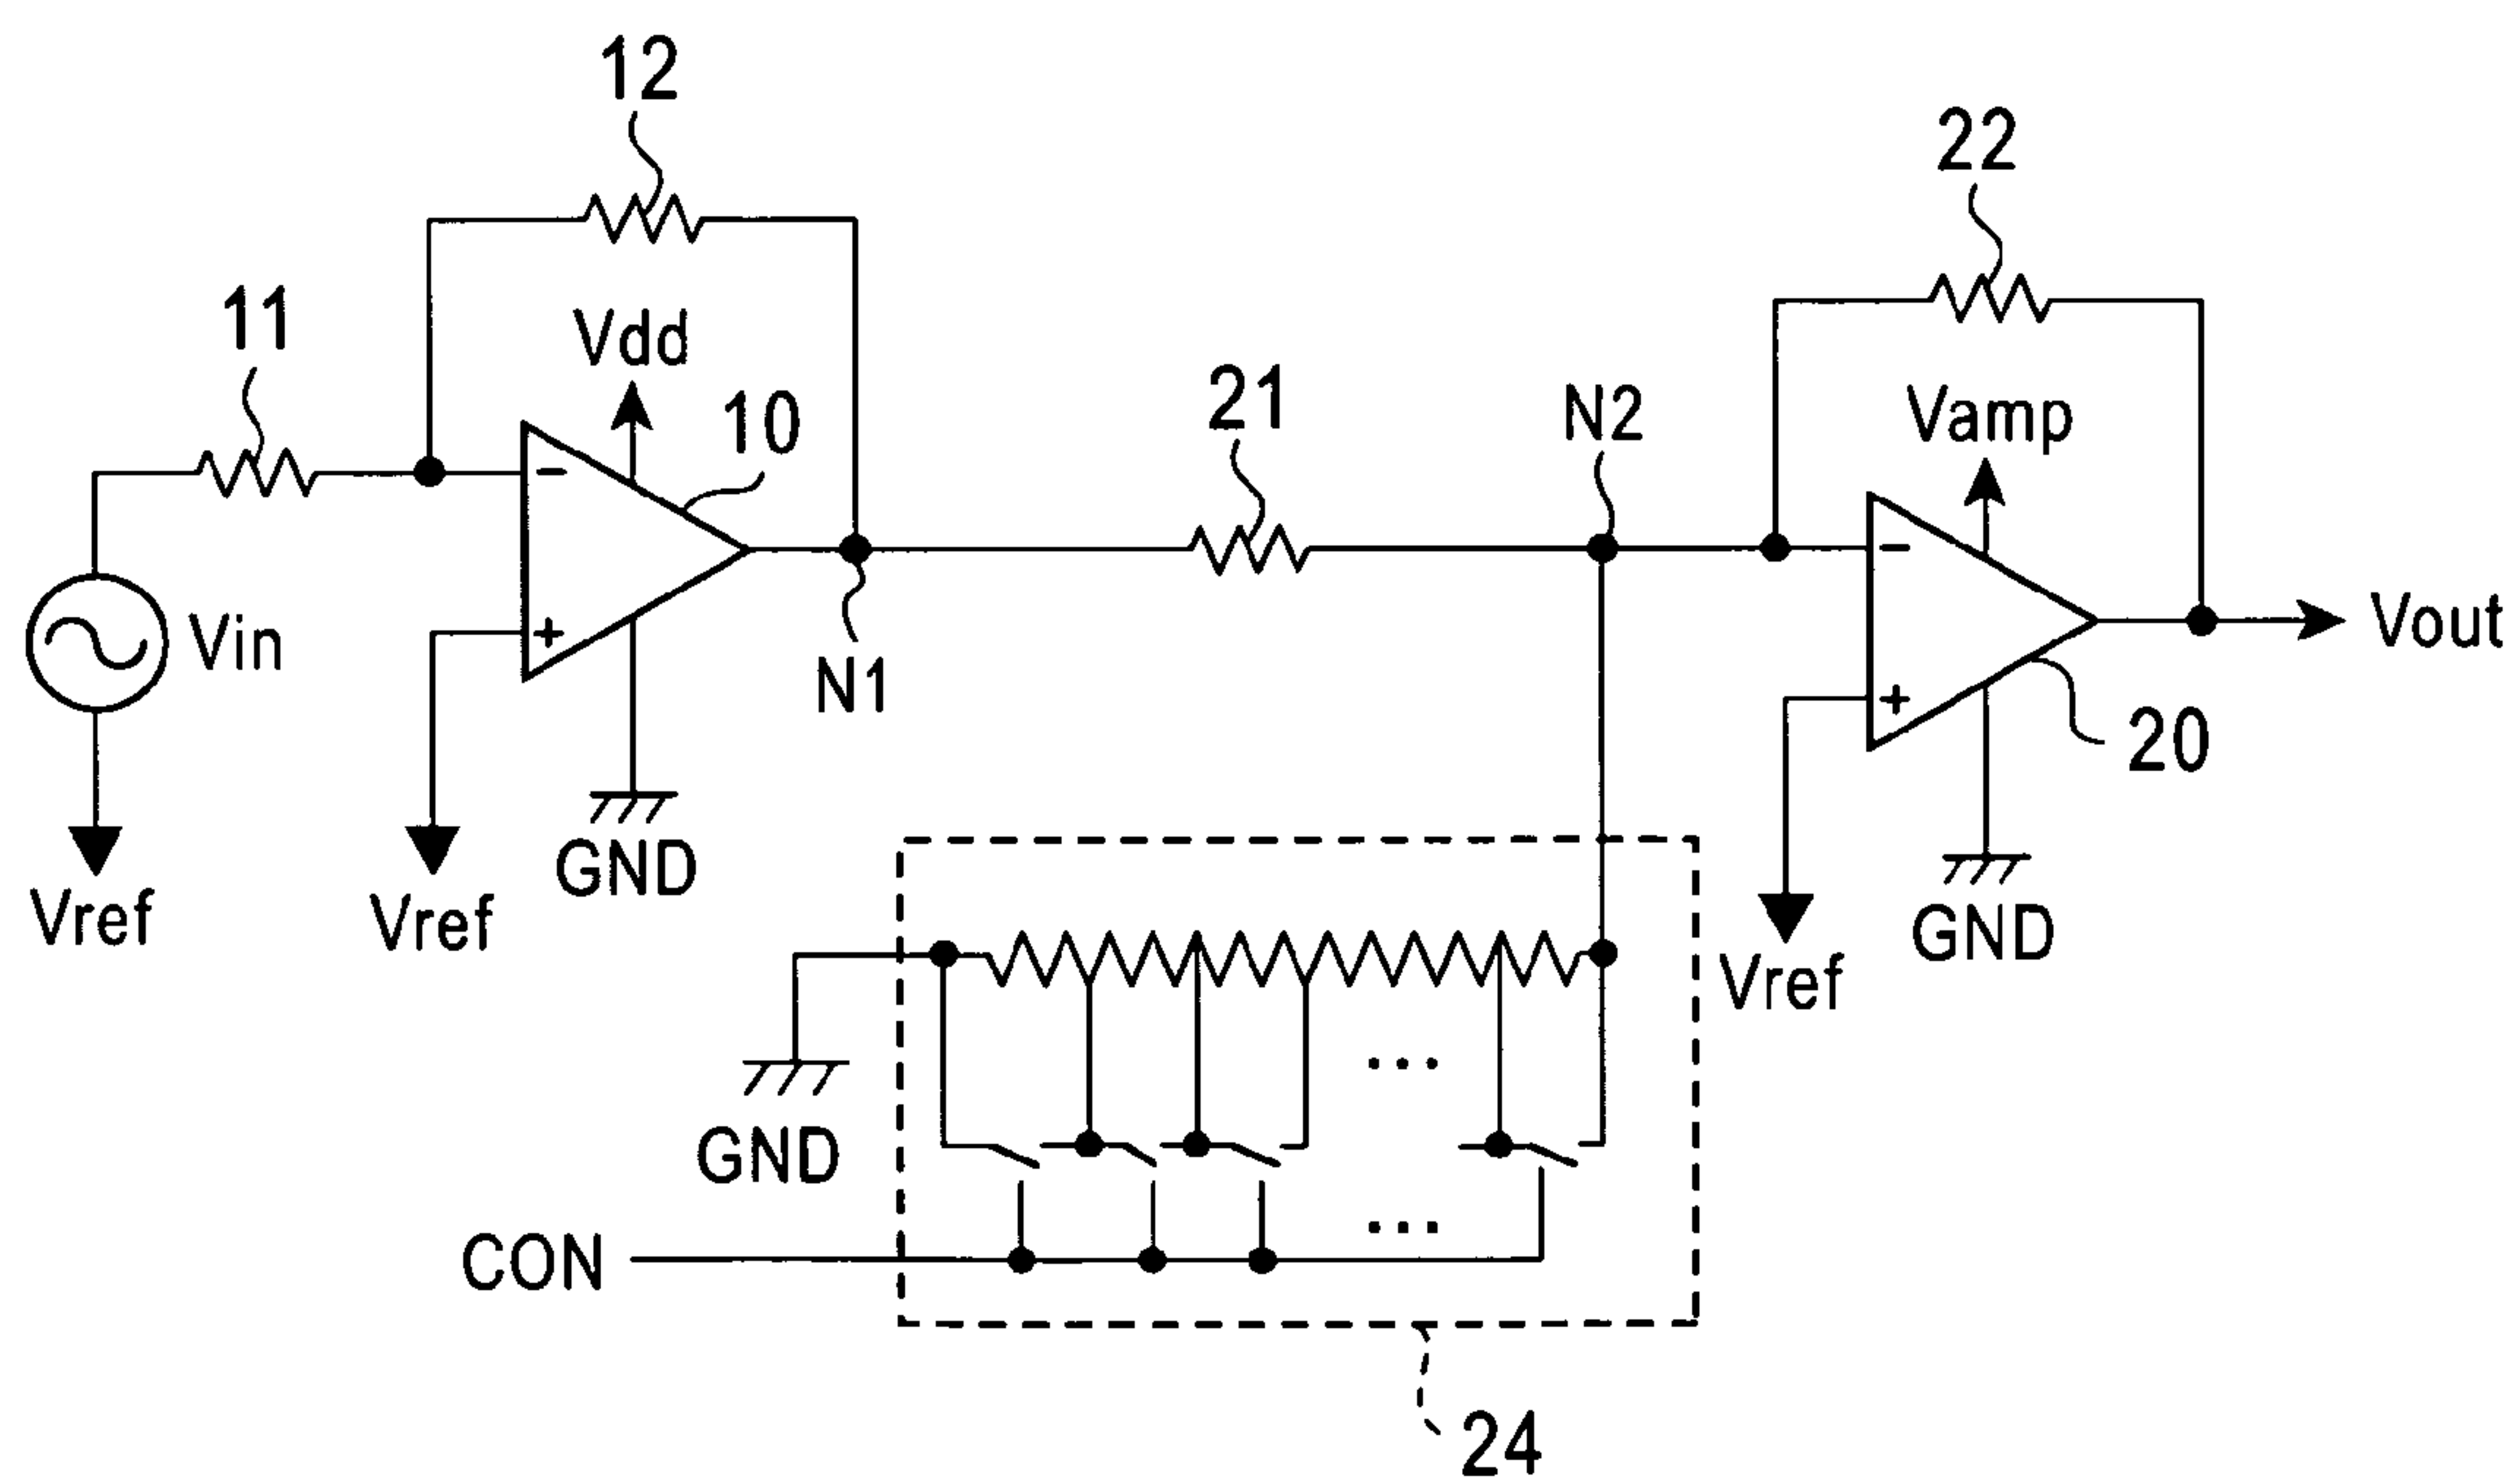 12
22
11
Vdd
10
21
N2
Vamp
-
-
Vin
+
N1
Vout
+
20
GND
Vref
Vref
GND
Vref
...
GND
...
CON
24